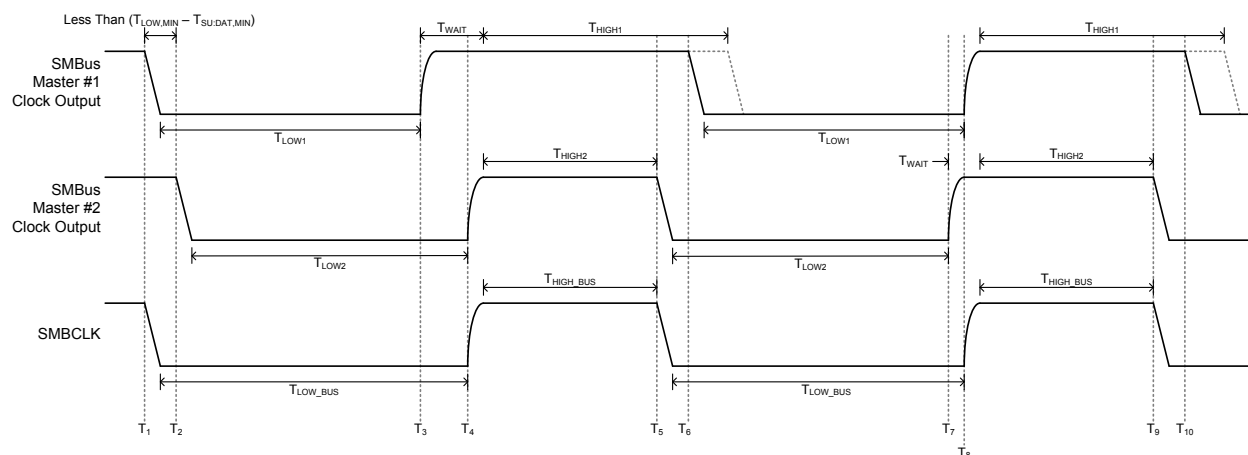 Less Than (TLOW,MIN – TSU:DAT,MIN)
TWAIT
THIGH1
THIGH1
SMBus
Master #1
Clock Output
TLOW1
TLOW1
THIGH2
TWAIT
THIGH2
SMBus
Master #2
Clock Output
TLOW2
TLOW2
THIGH_BUS
THIGH_BUS
SMBCLK
TLOW_BUS
TLOW_BUS
T1
T2
T3
T4
T5
T6
T7
T9
T10
T8